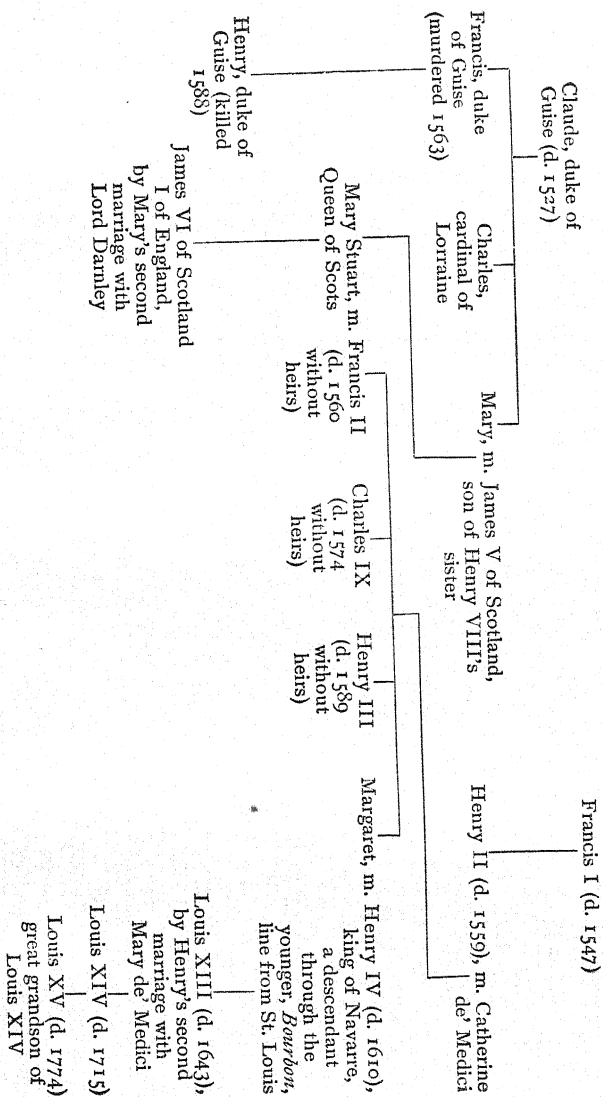 Claude, duke of
Guise (d. 1527)
Francis I (d. 1547)
Francis, duke
of Guise
(murdered 1563)
Charles,
cardinal of
Lorraine
Mary, m. James V of Scotland,
son of Henry VIII's
sister
Henry II (d. 1559), m. Catherine
de' Medici
Mary Stuart, m. Francis II
Queen of Scots
(d. 1560
without
heirs)
Charles IX
(d. 1574
without
heirs)
Henry III
(d. 1589
without
heirs)
Margaret, m. Henry IV (d. 1610),
king of Navarre,
a descendant
through the
younger, Bourbon,
line from St. Louis
Henry, duke of
Guise (killed
1588)
James VI of Scotland
I of England,
by Mary's second
marriage with
Lord Darnley
Louis XIII (d. 1643),
by Henry's second
marriage with
Mary de' Medici
Louis XIV (d. 1715)
Louis XV (d. 1774)
great grandson of
Louis XIV